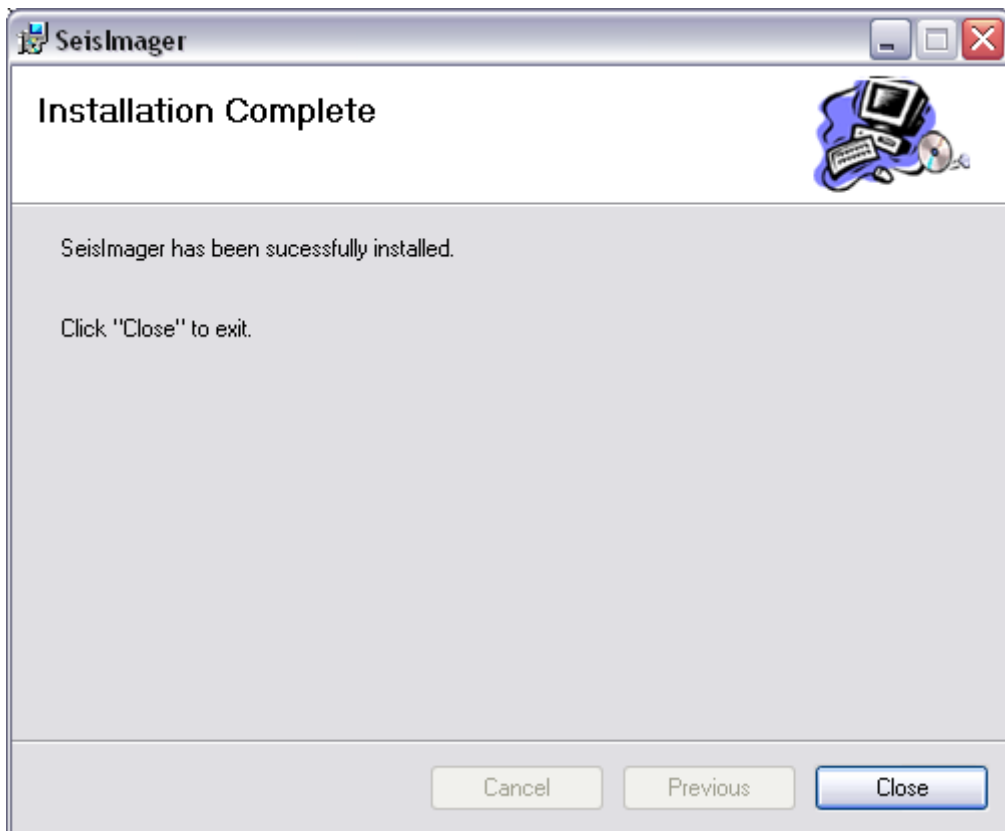 SeisImager
Installation Complete
SeisImager has been sucessfully installed.
Click "Close" to exit.
Cancel
Previous
Close